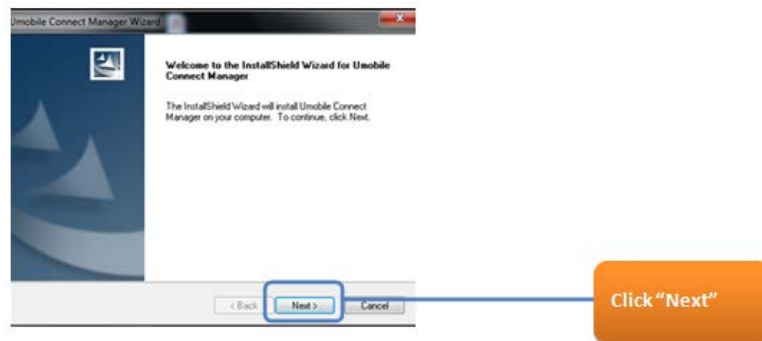 Umobile Connect Manager Wizard
Welcome to the InstallShield Wizard for Umobile
Connect Manager
The InstallShield Wizard will install Umobile Connect
Manager on your computer. To continue, click Next.
< Back Next > Cancel
Click "Next"